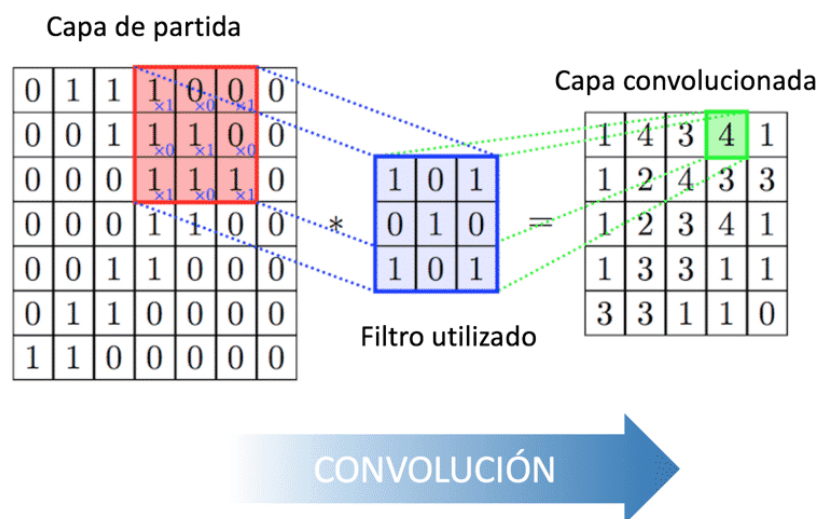 Capa de partida
Capa convolucionada
0 1 1 1×1 0×0 0×1 0
0 0 1 1×0 1×1 0×0 0
0 0 0 1×1 1×0 1×1 0
0 0 0 1 1 0 0
0 0 1 1 0 0 0
0 1 1 0 0 0 0
1 1 0 0 0 0 0
*
1 0 1
0 1 0
1 0 1
Filtro utilizado
=
1 4 3 4 1
1 2 4 3 3
1 2 3 4 1
1 3 3 1 1
3 3 1 1 0
CONVOLUCIÓN